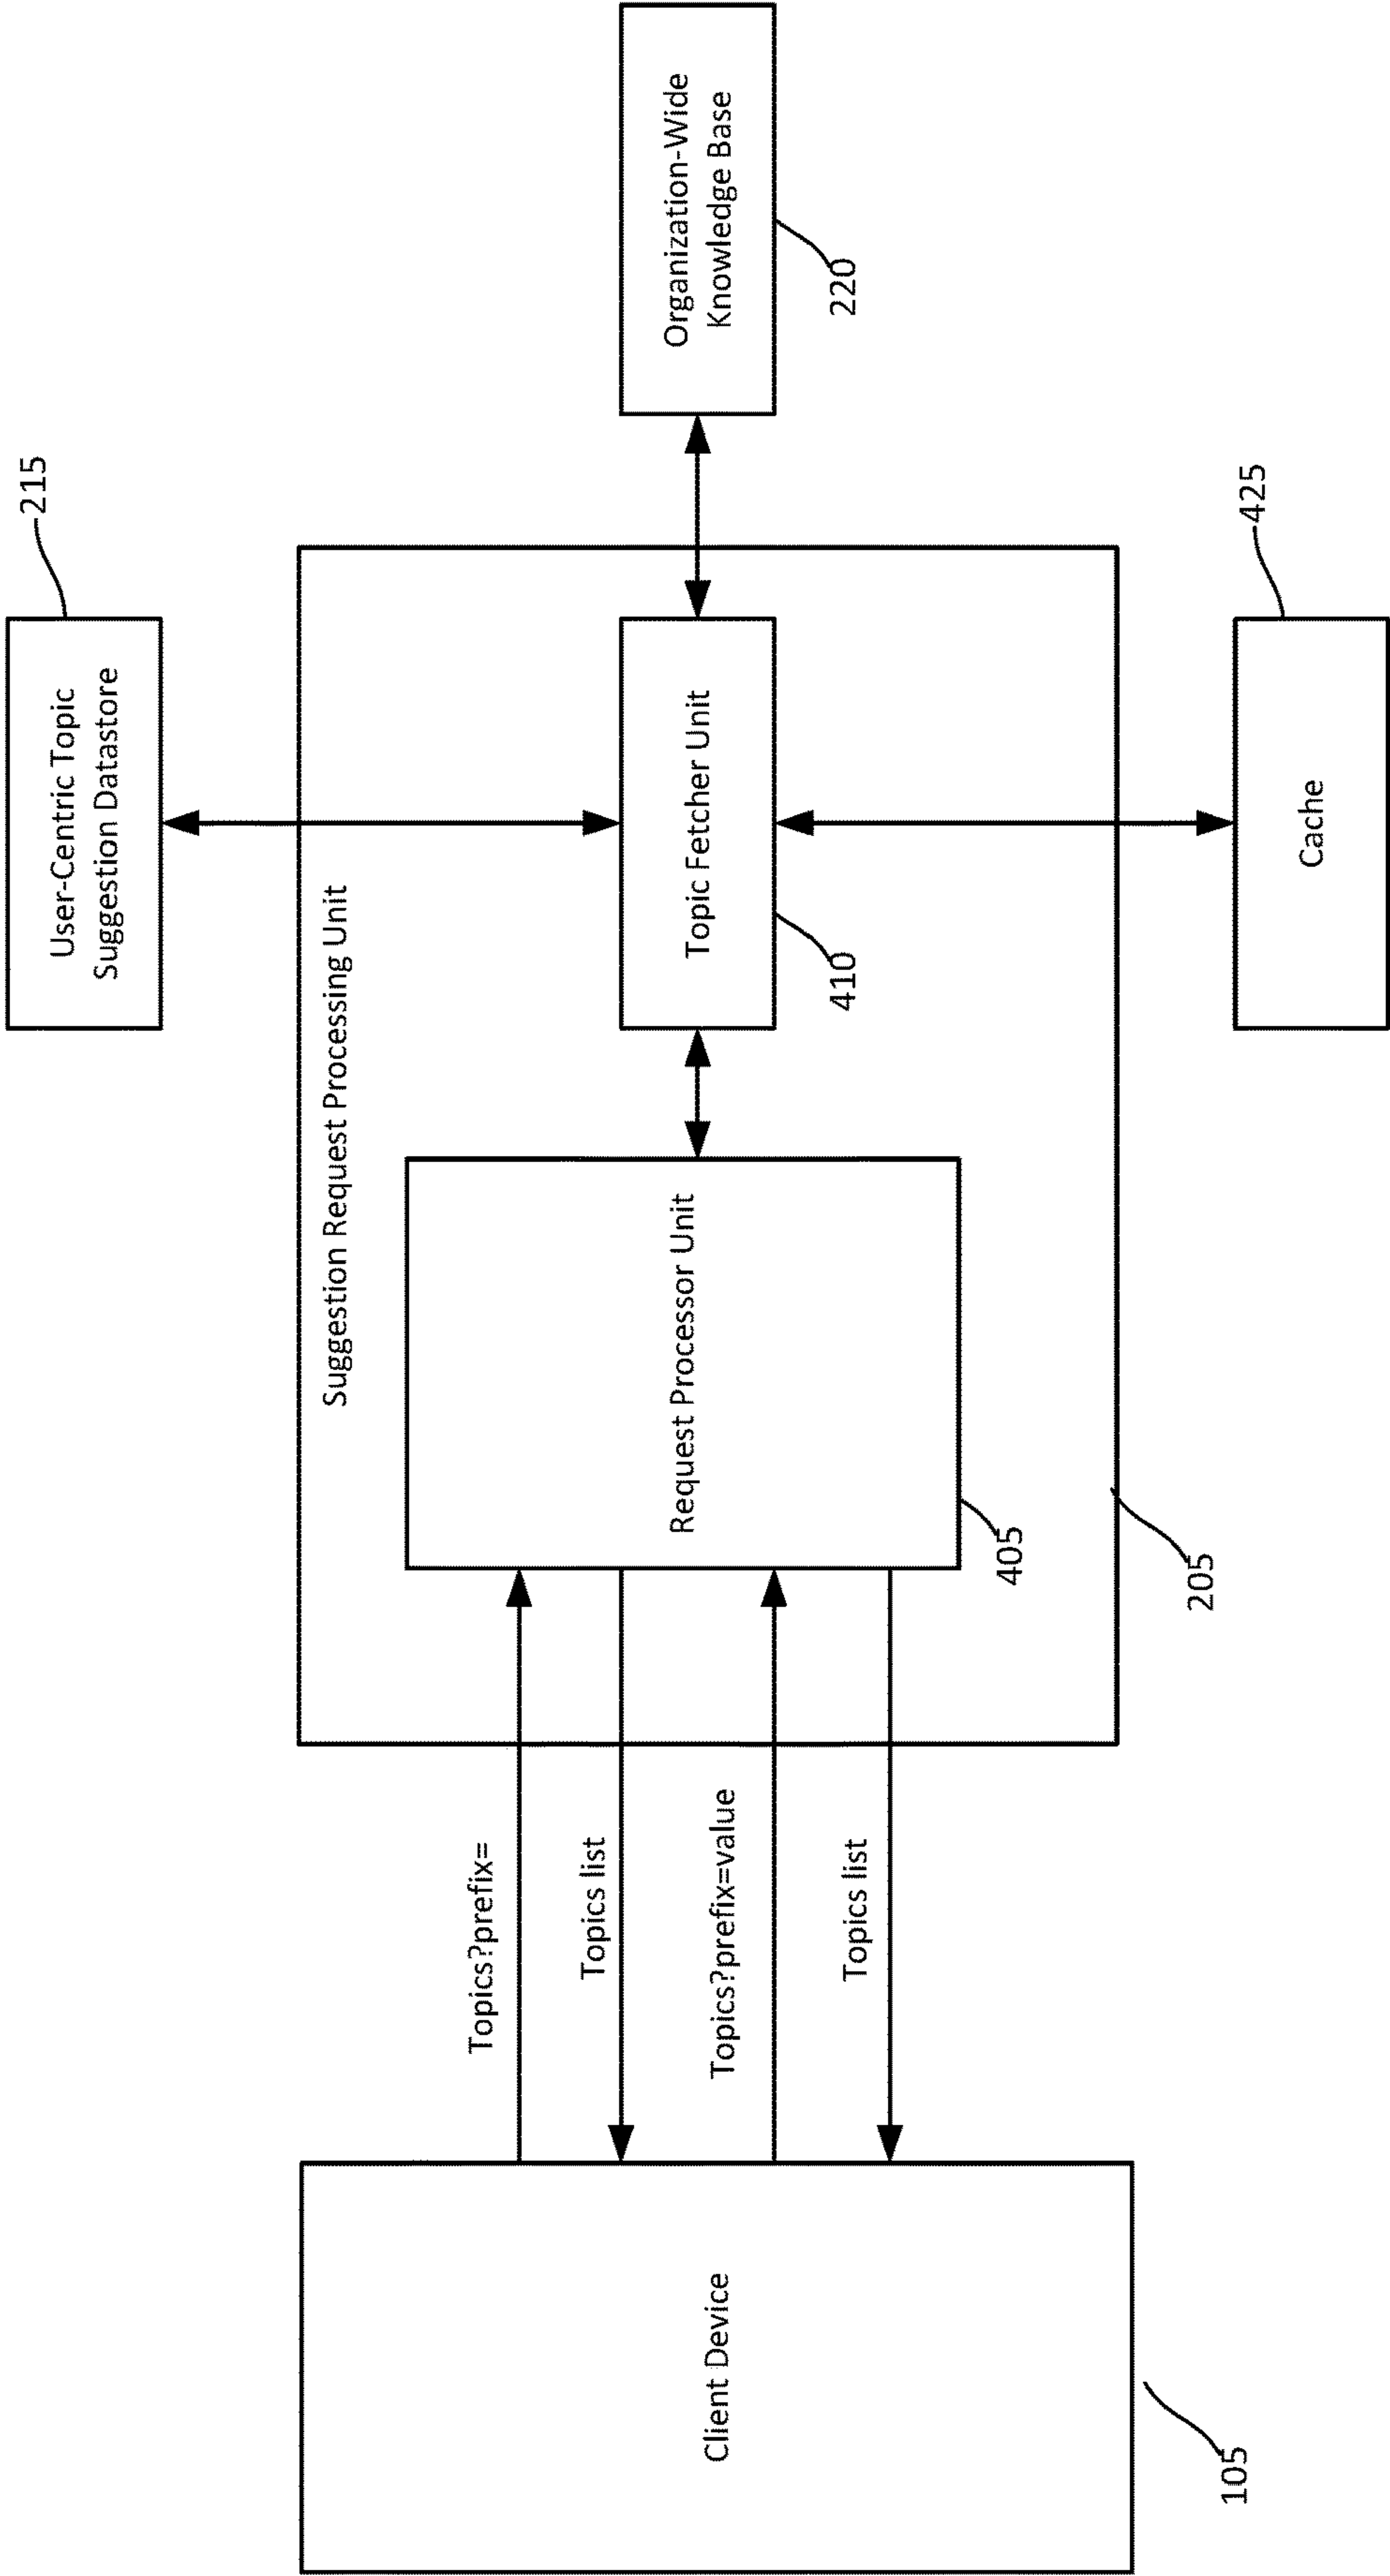 User-Centric Topic
Suggestion Datastore
215
Suggestion Request Processing Unit
Topics?prefix=
Topics list
Topics?prefix=value
Topics list
Client Device
105
Request Processor Unit
405
205
Topic Fetcher Unit
410
Organization-Wide
Knowledge Base
220
Cache
425